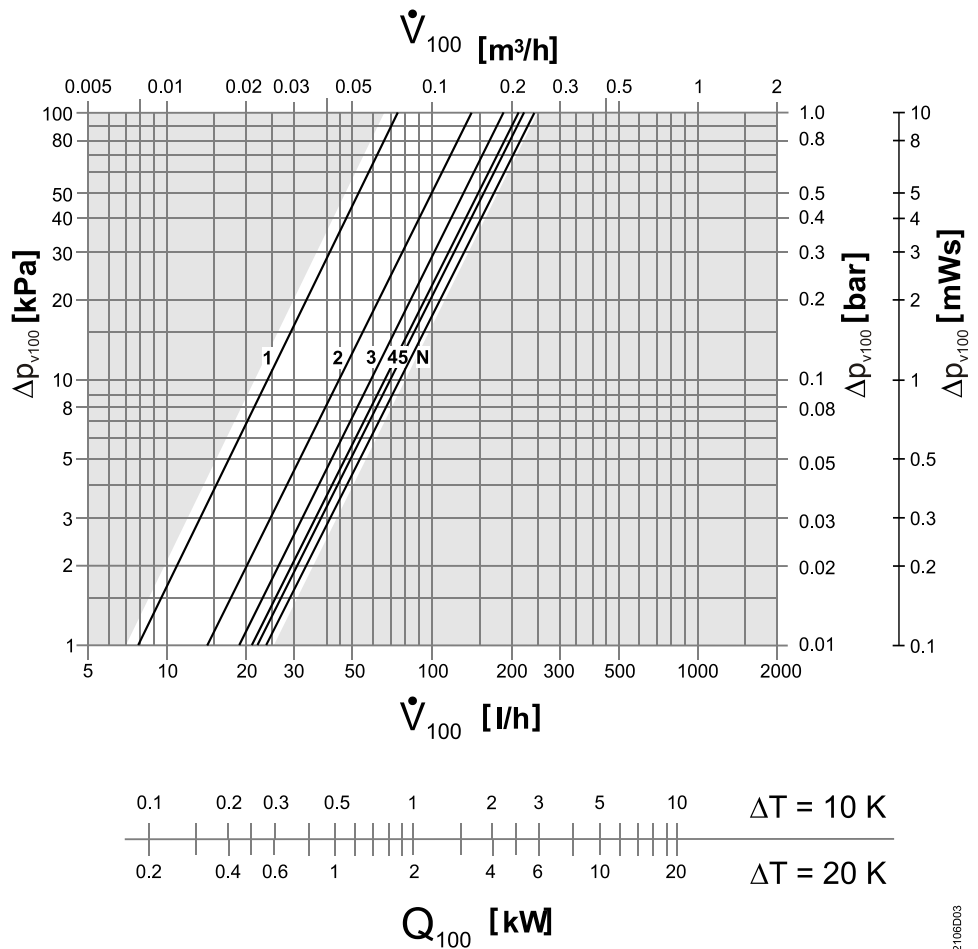 V̇100 [m³/h]
0.005 0.01 0.02 0.03 0.05 0.1 0.2 0.3 0.5 1 2
100 1.0 10
80 0.8 8
50 0.5 5
40 0.4 4
30 0.3 3
20 0.2 2
1 2 3 45 N
10 0.1 1
8 0.08
5 0.05 0.5
3 0.03 0.3
2 0.02 0.2
1 0.01 0.1
Δpv100 [kPa]
Δpv100 [bar]
Δpv100 [mWs]
5 10 20 30 50 100 200 300 500 1000 2000
V̇100 [l/h]
0.1 0.2 0.3 0.5 1 2 3 5 10 ΔT = 10 K
0.2 0.4 0.6 1 2 4 6 10 20 ΔT = 20 K
Q100 [kW]
2106D03